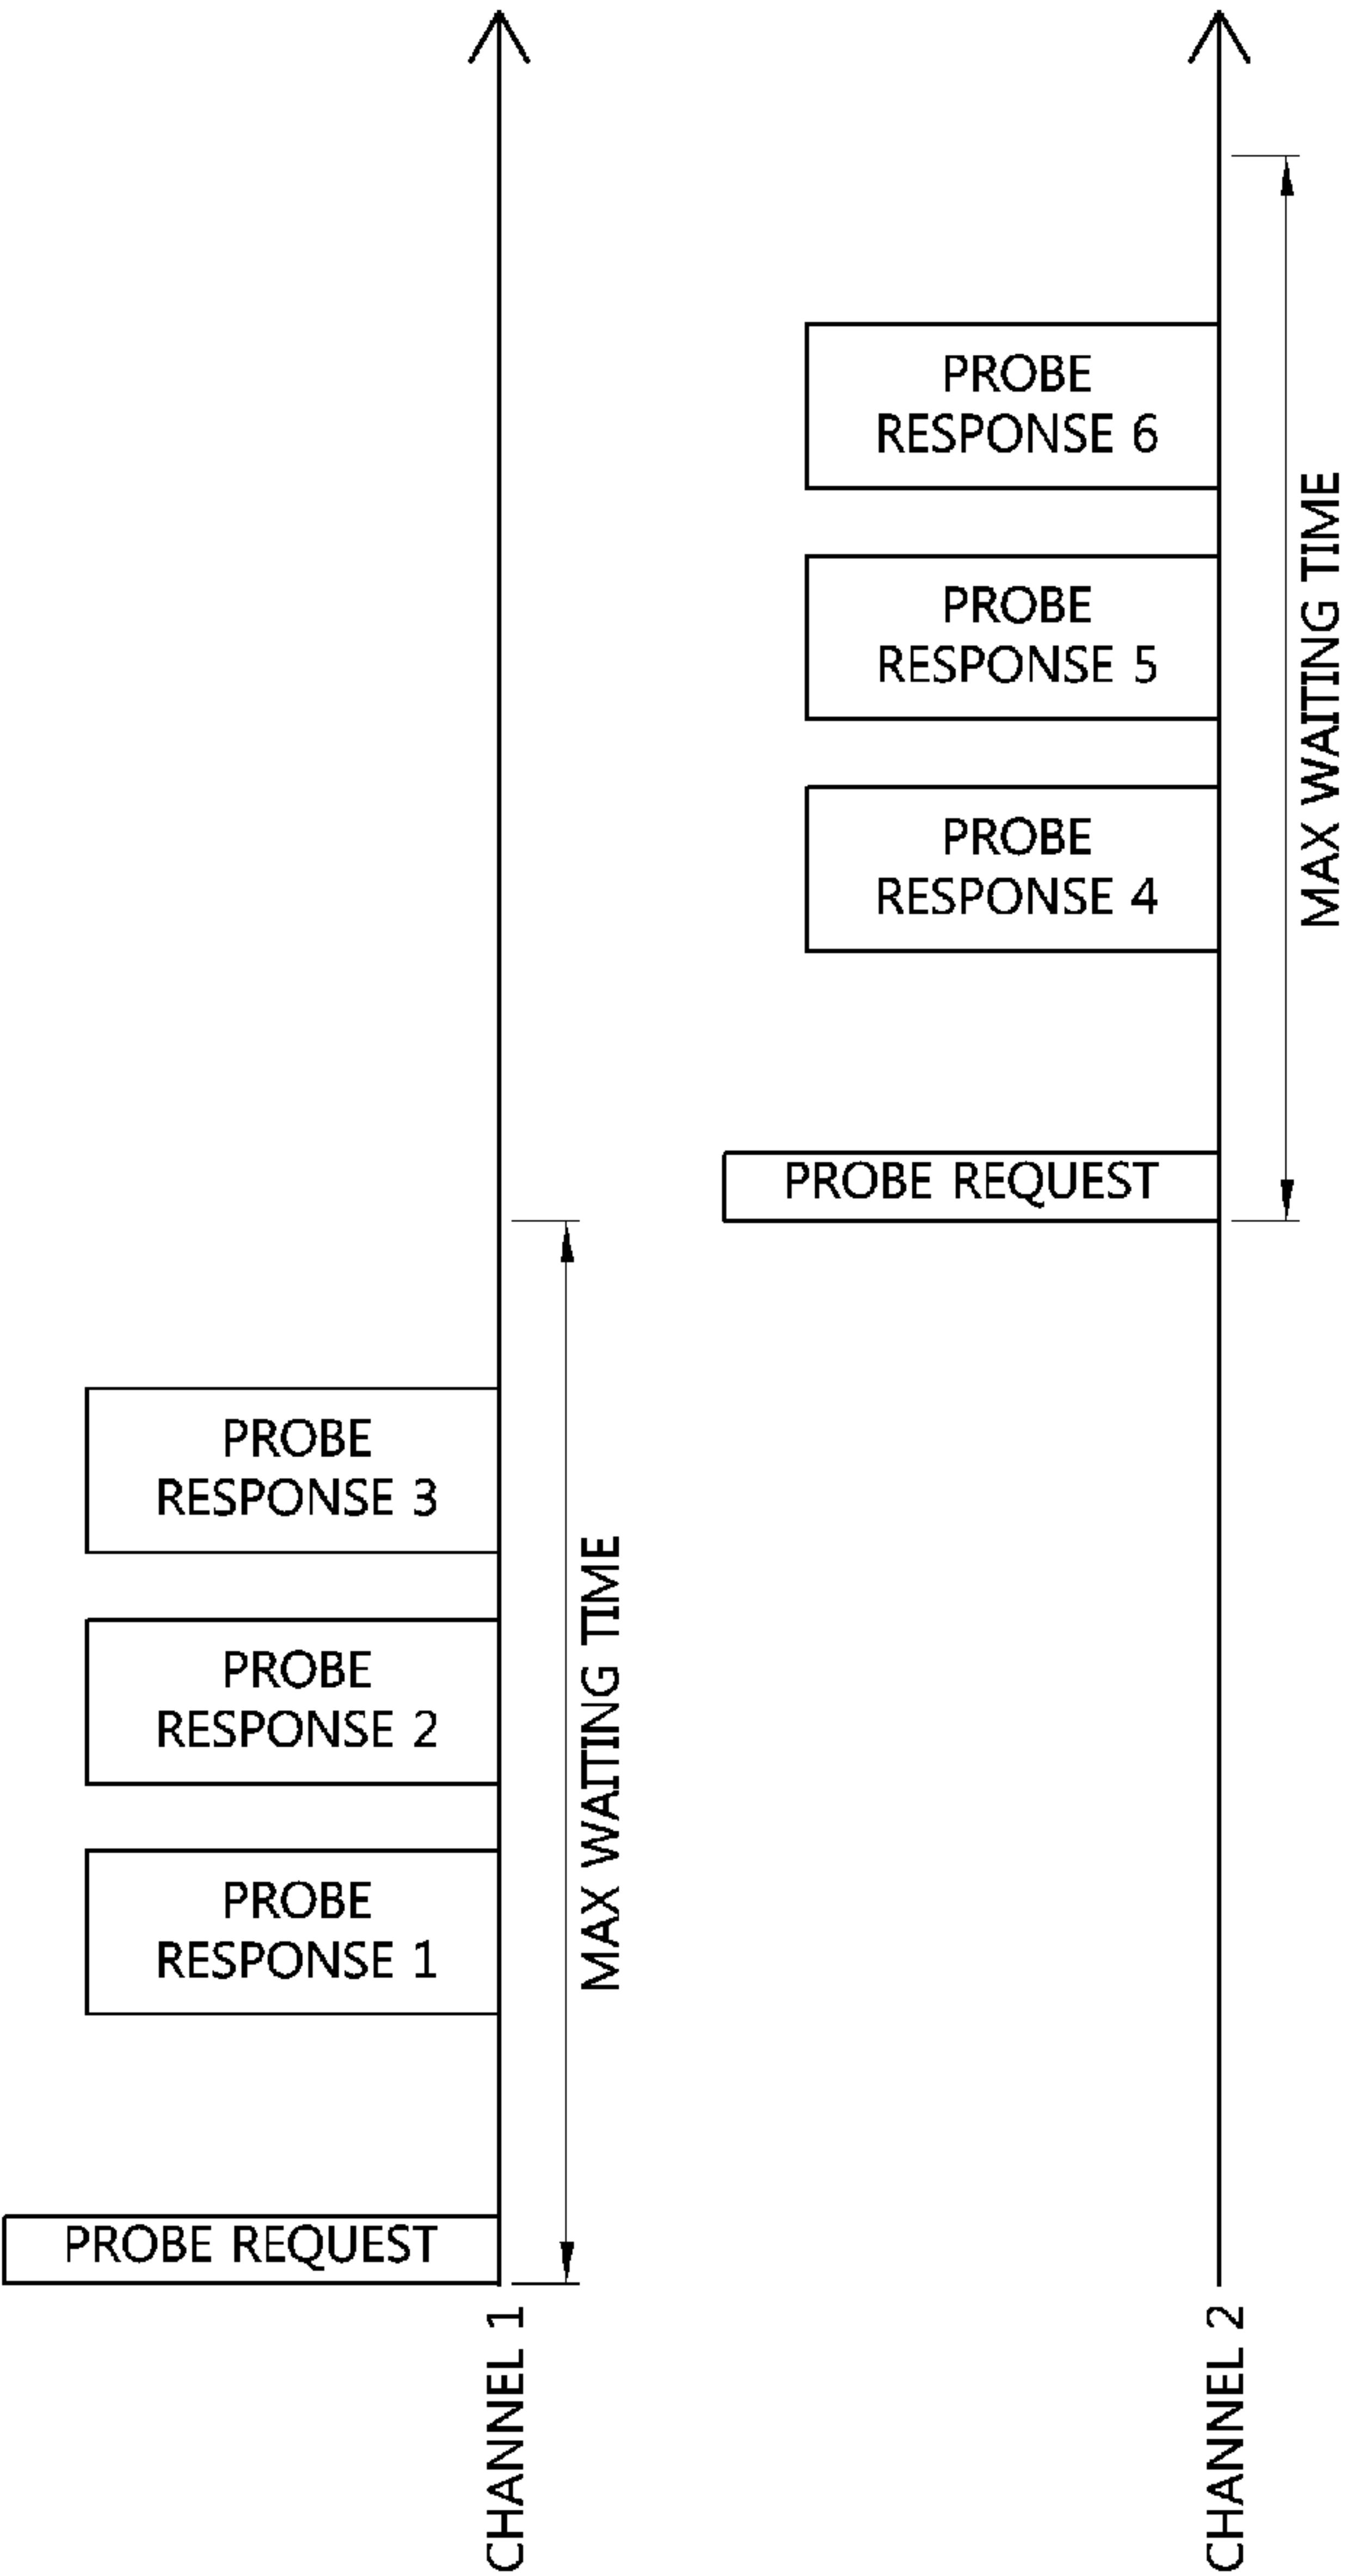 PROBE
RESPONSE 6
PROBE
RESPONSE 5
PROBE
RESPONSE 4
PROBE REQUEST
MAX WAITING TIME
PROBE
RESPONSE 3
PROBE
RESPONSE 2
PROBE
RESPONSE 1
PROBE REQUEST
MAX WAITING TIME
CHANNEL 1
CHANNEL 2